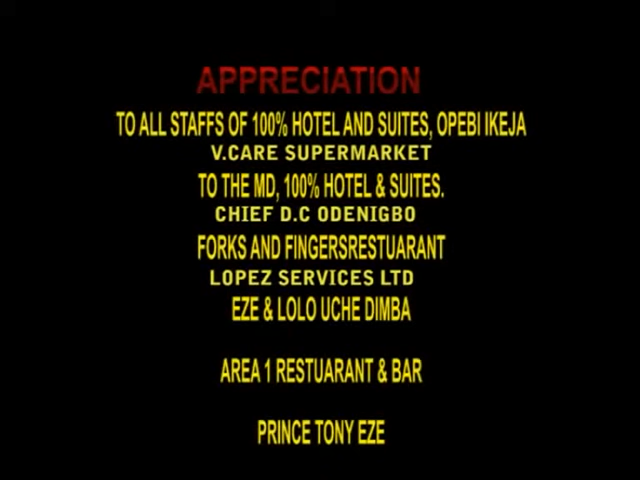 APPRECIATION
TO ALL STAFFS OF 100% HOTEL AND SUITES, OPEBI IKEJA
V.CARE SUPERMARKET
TO THE MD, 100% HOTEL & SUITES.
CHIEF D.C ODENIGBO
FORKS AND FINGERSRESTUARANT
LOPEZ SERVICES LTD
EZE & LOLO UCHE DIMBA
AREA 1 RESTUARANT & BAR
PRINCE TONY EZE